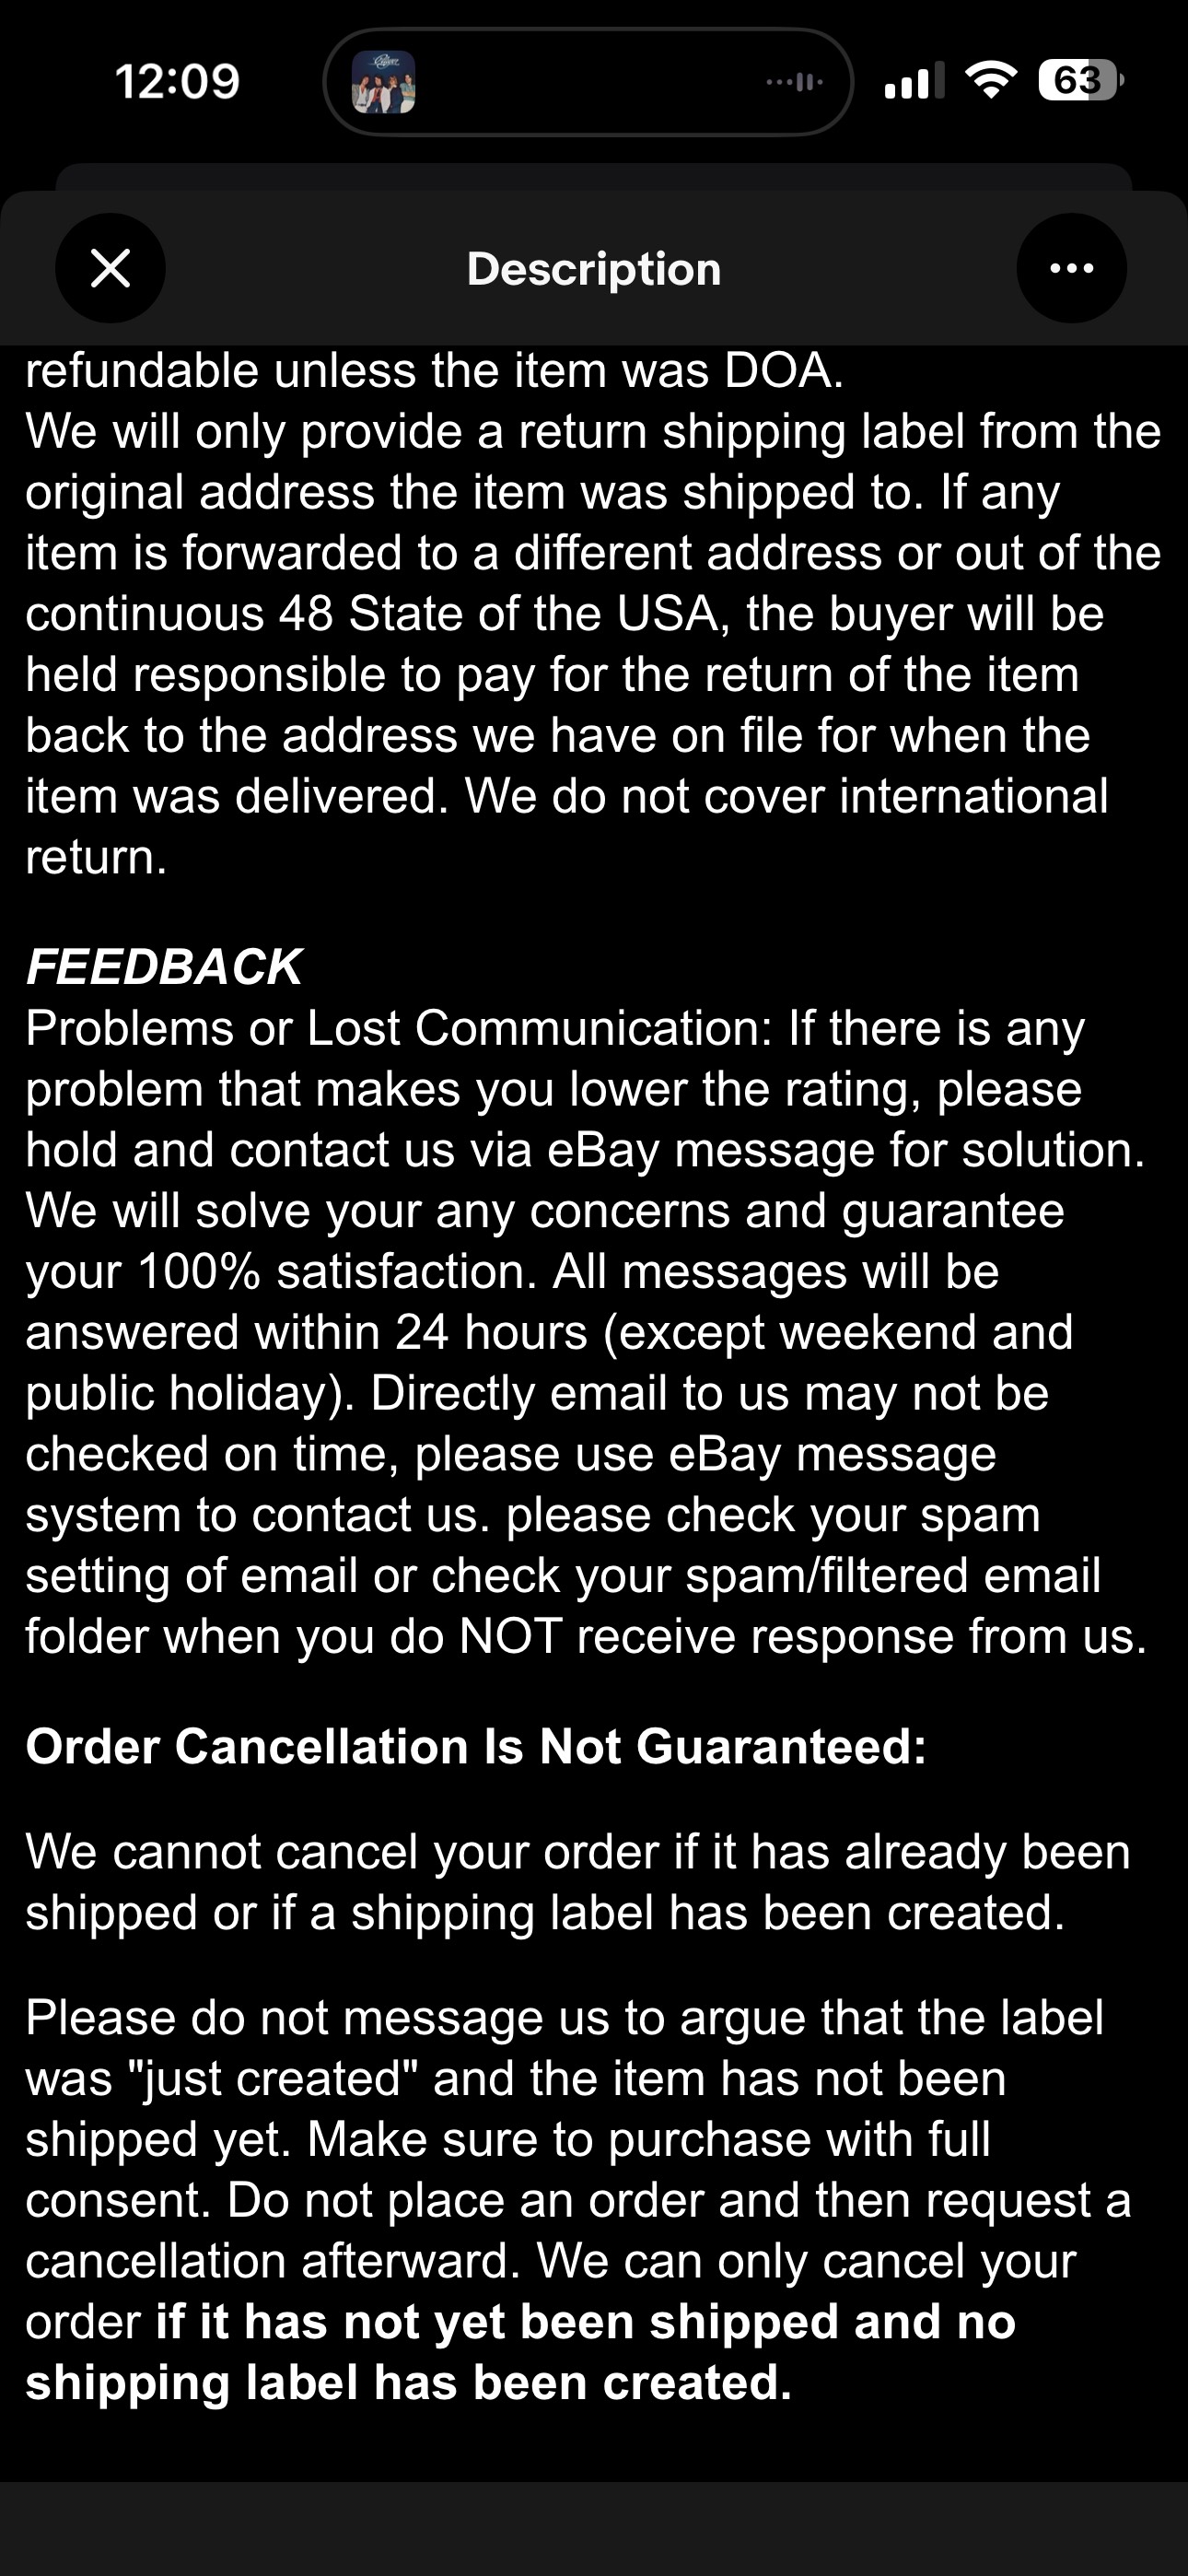 12:09
63
Description
refundable unless the item was DOA.
We will only provide a return shipping label from the
original address the item was shipped to. If any
item is forwarded to a different address or out of the
continuous 48 State of the USA, the buyer will be
held responsible to pay for the return of the item
back to the address we have on file for when the
item was delivered. We do not cover international
return.
FEEDBACK
Problems or Lost Communication: If there is any
problem that makes you lower the rating, please
hold and contact us via eBay message for solution.
We will solve your any concerns and guarantee
your 100% satisfaction. All messages will be
answered within 24 hours (except weekend and
public holiday). Directly email to us may not be
checked on time, please use eBay message
system to contact us. please check your spam
setting of email or check your spam/filtered email
folder when you do NOT receive response from us.
Order Cancellation Is Not Guaranteed:
We cannot cancel your order if it has already been
shipped or if a shipping label has been created.
Please do not message us to argue that the label
was "just created" and the item has not been
shipped yet. Make sure to purchase with full
consent. Do not place an order and then request a
cancellation afterward. We can only cancel your
order if it has not yet been shipped and no
shipping label has been created.